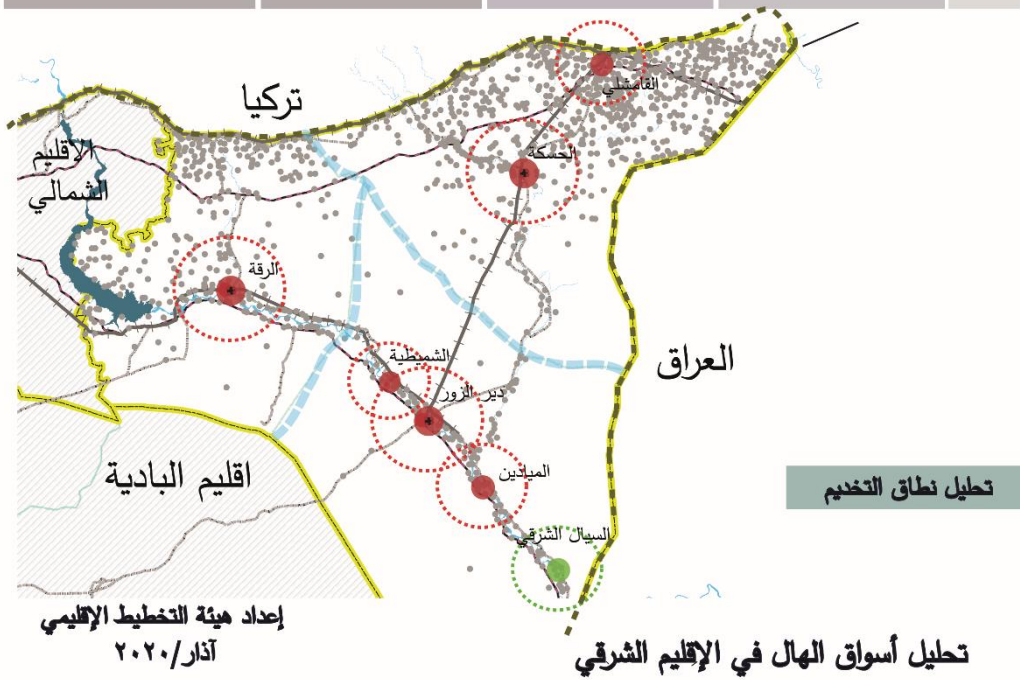 القامشلي
تركيا
الحسكة
الاقليم
الشمالي
الرقة
العراق
الشميطية
دير الزور
الميادين
اقليم البادية
تحليل نطاق التخديم
السيال الشرقي
إعداد هيئة التخطيط الإقليمي
آذار/٢٠٢٠
تحليل أسواق الهال في الإقليم الشرقي